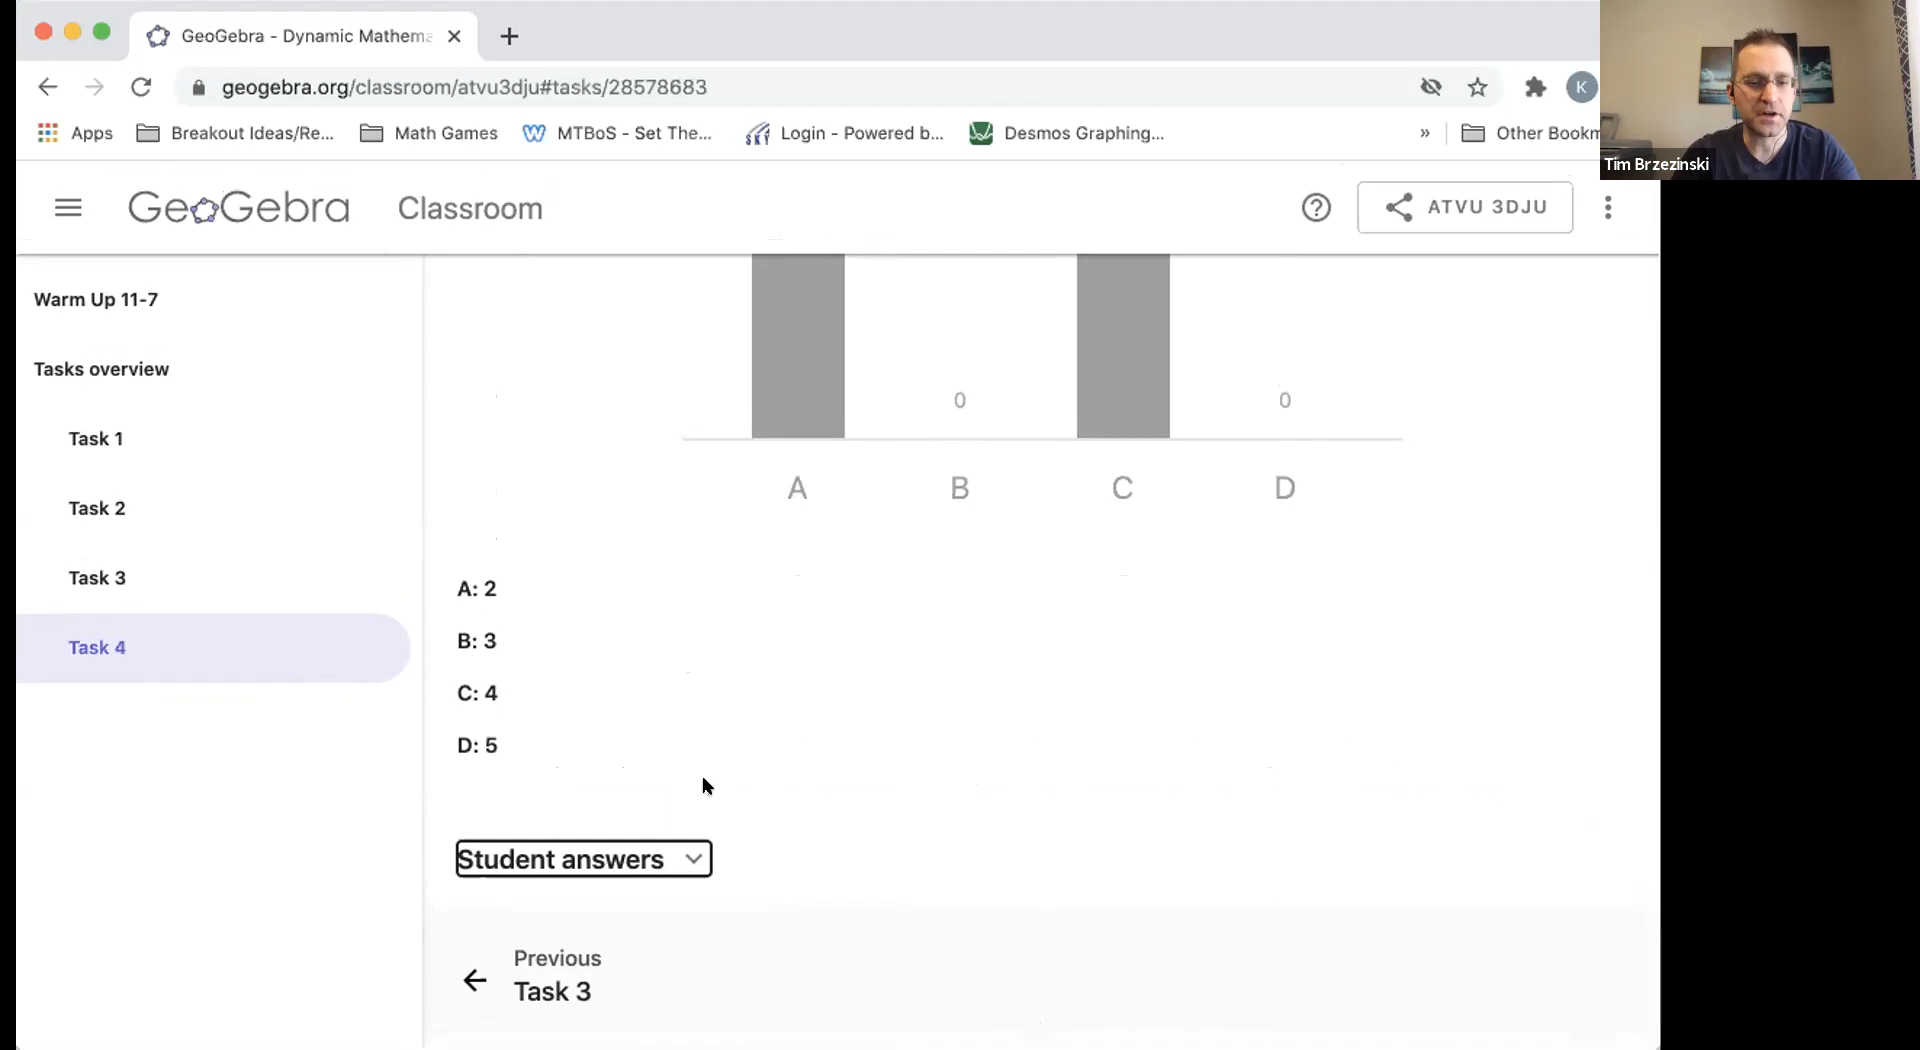 GeoGebra - Dynamic Mathema
geogebra.org/classroom/atvu3dju#tasks/28578683
K
Apps
Breakout Ideas/Re...
Math Games
MTBoS - Set The...
Login - Powered b...
Desmos Graphing...
»
Other Bookm
Tim Brzezinski
GeoGebra Classroom
ATVU 3DJU
Warm Up 11-7
Tasks overview
Task 1
Task 2
Task 3
Task 4
0 0
A B C D
A: 2
B: 3
C: 4
D: 5
Student answers
Previous
Task 3